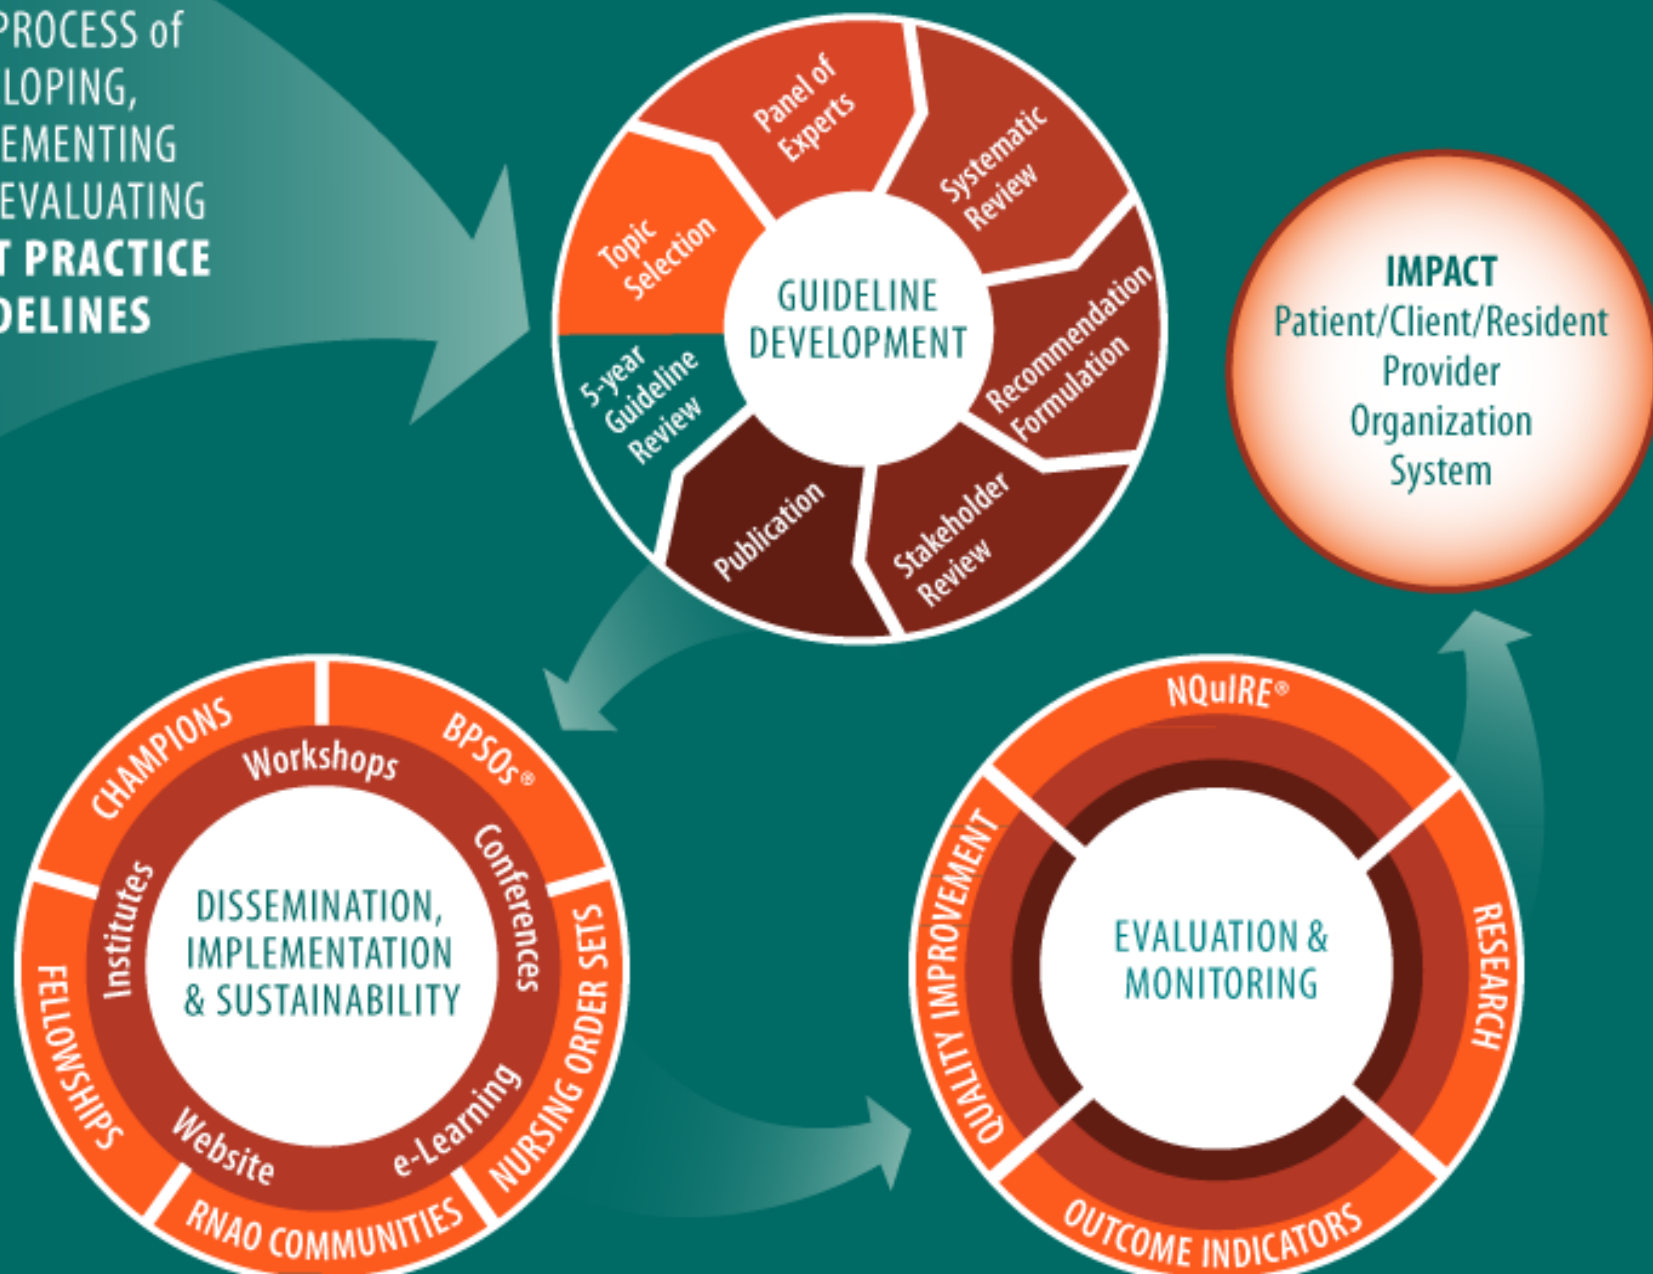 PROCESS of
LOPING,
EMENTING
EVALUATING
T PRACTICE
DELINES
Panel of
Experts
Systematic
Review
Topic
Selection
GUIDELINE
DEVELOPMENT
Recommendation
Formulation
5-year
Guideline
Review
Publication
Stakeholder
Review
IMPACT
Patient/Client/Resident
Provider
Organization
System
CHAMPIONS
BPSOs®
Workshops
Conferences
Institutes
DISSEMINATION,
IMPLEMENTATION
& SUSTAINABILITY
FELLOWSHIPS
NURSING ORDER SETS
Website
e-Learning
RNAO COMMUNITIES
NQuIRE®
QUALITY IMPROVEMENT
EVALUATION &
MONITORING
RESEARCH
OUTCOME INDICATORS